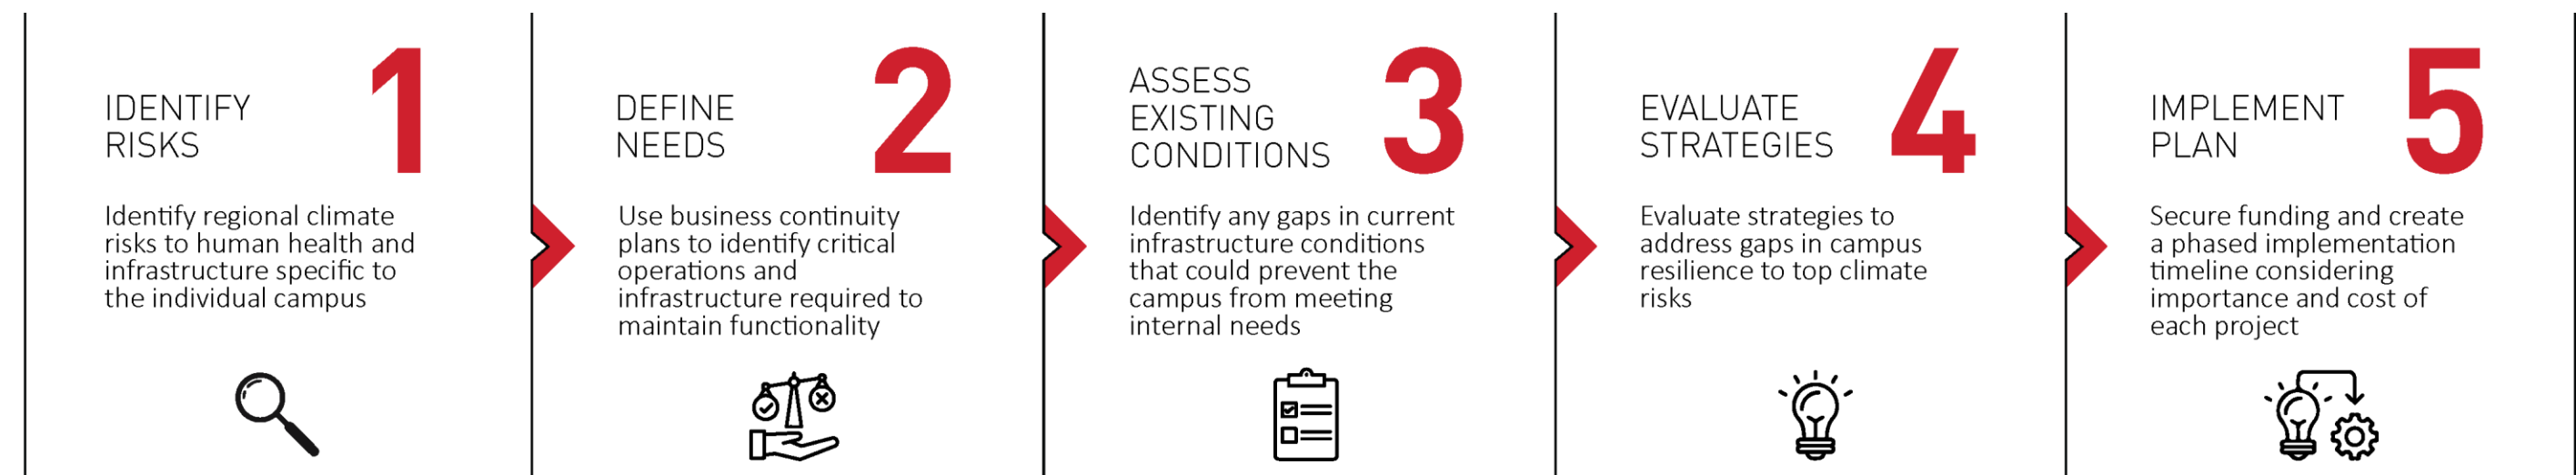 IDENTIFY
RISKS
1
Identify regional climate
risks to human health and
infrastructure specific to
the individual campus
DEFINE
NEEDS
2
Use business continuity
plans to identify critical
operations and
infrastructure required to
maintain functionality
ASSESS
EXISTING
CONDITIONS
3
Identify any gaps in current
infrastructure conditions
that could prevent the
campus from meeting
internal needs
EVALUATE
STRATEGIES
4
Evaluate strategies to
address gaps in campus
resilience to top climate
risks
IMPLEMENT
PLAN
5
Secure funding and create
a phased implementation
timeline considering
importance and cost of
each project